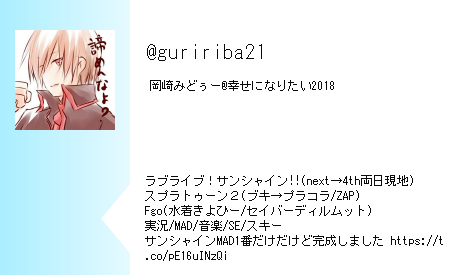 諦めんなよ?
@guririba21
岡崎みどぅー@幸せになりたい2018
ラブライブ！サンシャイン!!(next→4th両日現地)
スプラトゥーン２(ブキ→プラコラ/ZAP)
Fgo(水着きよひー/セイバーディルムット)
実況/MAD/音楽/SE/スキー
サンシャインMAD1番だけだけど完成しました https://t
.co/pE16uINzQi